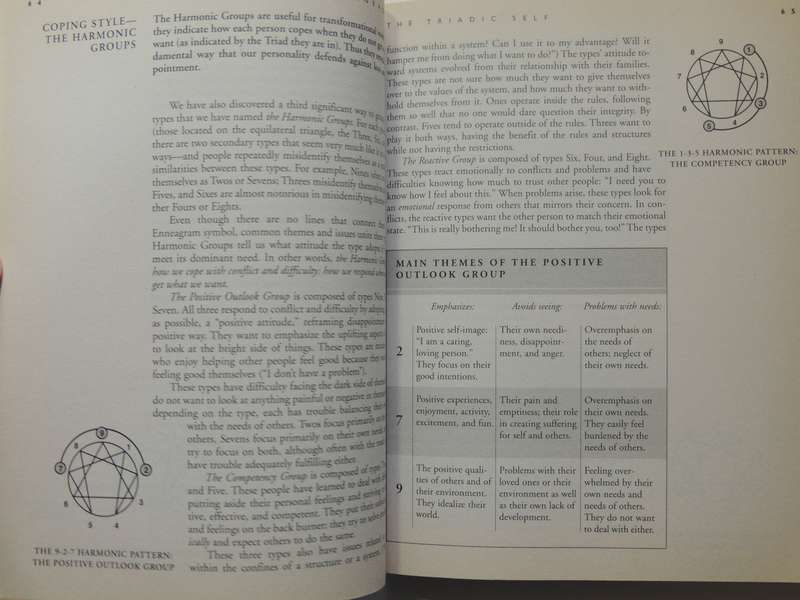 6 4
COPING STYLE—
THE HARMONIC
GROUPS
The Harmonic Groups are useful for transformational
they indicate how each person copes when they do not
want (as indicated by the Triad they are in). Thus they
damental way that our personality defends against
pointment.
We have also discovered a third significant way to
types that we have named the Harmonic Groups. For each
(those located on the equilateral triangle, the Three, Six,
there are two secondary types that seem very much like
ways—and people repeatedly misidentify themselves
similarities between these types. For example, Nines
themselves as Twos or Sevens; Threes misidentify themselves
Fives, and Sixes are almost notorious in misidentifying
ther Fours or Eights.
Even though there are no lines that connect
Enneagram symbol, common themes and issues unite
Harmonic Groups tell us what attitude the type adopts
meet its dominant need. In other words, the Harmonic
how we cope with conflict and difficulty: how we respond when
get what we want.
The Positive Outlook Group is composed of types Nine,
Seven. All three respond to conflict and difficulty by adopting,
as possible, a "positive attitude," reframing disappointment
positive way. They want to emphasize the uplifting aspects
to look at the bright side of things. These types are
who enjoy helping other people feel good because they
feeling good themselves ("I don't have a problem").
These types have difficulty facing the dark side of
do not want to look at anything painful or negative in
depending on the type, each has trouble balancing their
with the needs of others. Twos focus primarily on
others, Sevens focus primarily on their own
try to focus on both, although often with the
have trouble adequately fulfilling either.
The Competency Group is composed of types
and Five. These people have learned to deal with
putting aside their personal feelings and striving
tive, effective, and competent. They put their
and feelings on the back burner; they try to solve
ically and expect others to do the same.
These three types also have issues related
within the confines of a structure or a system.
9
8
1
7
2
6
3
5
4
THE 9-2-7 HARMONIC PATTERN:
THE POSITIVE OUTLOOK GROUP
THE TRIADIC SELF
6 5
function within a system? Can I use it to my advantage? Will it
hamper me from doing what I want to do?") The types' attitude to-
ward systems evolved from their relationship with their families.
These types are not sure how much they want to give themselves
over to the values of the system, and how much they want to with-
hold themselves from it. Ones operate inside the rules, following
them so well that no one would dare question their integrity. By
contrast, Fives tend to operate outside of the rules. Threes want to
play it both ways, having the benefit of the rules and structures
while not having the restrictions.
The Reactive Group is composed of types Six, Four, and Eight.
These types react emotionally to conflicts and problems and have
difficulties knowing how much to trust other people: "I need you to
know how I feel about this." When problems arise, these types look for
an emotional response from others that mirrors their concern. In con-
flicts, the reactive types want the other person to match their emotional
state. "This is really bothering me! It should bother you, too!" The types
9
8
1
7
2
6
3
5
4
THE 1-3-5 HARMONIC PATTERN:
THE COMPETENCY GROUP
MAIN THEMES OF THE POSITIVE
OUTLOOK GROUP
Emphasizes:
Avoids seeing:
Problems with needs:
2
Positive self-image:
"I am a caring,
loving person."
They focus on their
good intentions.
Their own needi-
ness, disappoint-
ment, and anger.
Overemphasis on
the needs of
others; neglect of
their own needs.
7
Positive experiences,
enjoyment, activity,
excitement, and fun.
Their pain and
emptiness; their role
in creating suffering
for self and others.
Overemphasis on
their own needs.
They easily feel
burdened by the
needs of others.
9
The positive quali-
ties of others and of
their environment.
They idealize their
world.
Problems with their
loved ones or their
environment as well
as their own lack of
development.
Feeling over-
whelmed by their
own needs and
needs of others.
They do not want
to deal with either.